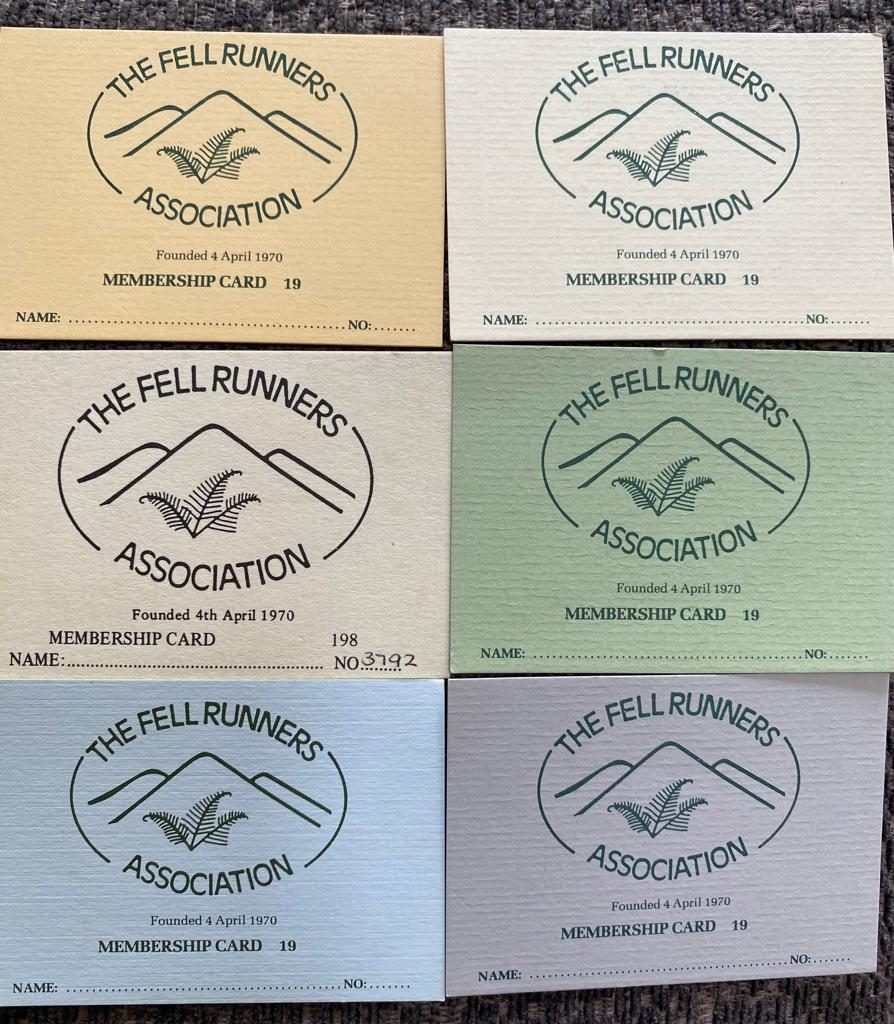 THE FELL RUNNERS
ASSOCIATION
Founded 4 April 1970
MEMBERSHIP CARD 19
NAME: ............................................ NO:.......
THE FELL RUNNERS
ASSOCIATION
Founded 4 April 1970
MEMBERSHIP CARD 19
NAME: ............................................ NO:.......
THE FELL RUNNERS
ASSOCIATION
Founded 4th April 1970
MEMBERSHIP CARD 198
NAME:............................................ NO 3792
THE FELL RUNNERS
ASSOCIATION
Founded 4 April 1970
MEMBERSHIP CARD 19
NAME: ............................................ NO:.......
THE FELL RUNNERS
ASSOCIATION
Founded 4 April 1970
MEMBERSHIP CARD 19
NAME: ............................................ NO:.......
THE FELL RUNNERS
ASSOCIATION
Founded 4 April 1970
MEMBERSHIP CARD 19
NAME: ............................................ NO:.......